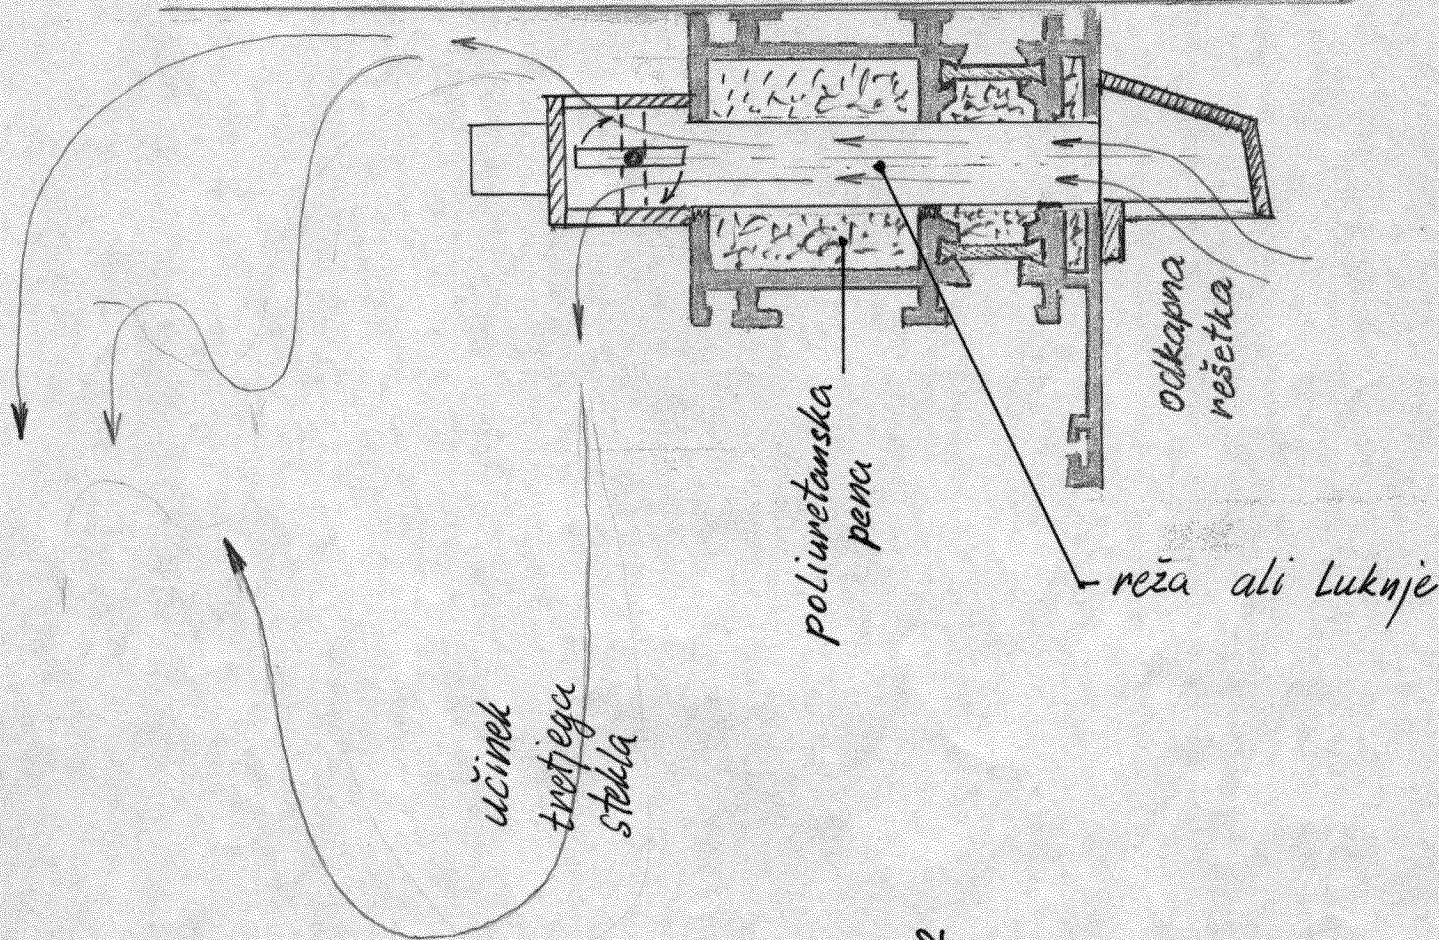 odkapna
rešetka
poliuretanska
pena
reža ali Luknje
učinek
tretjega
stekla